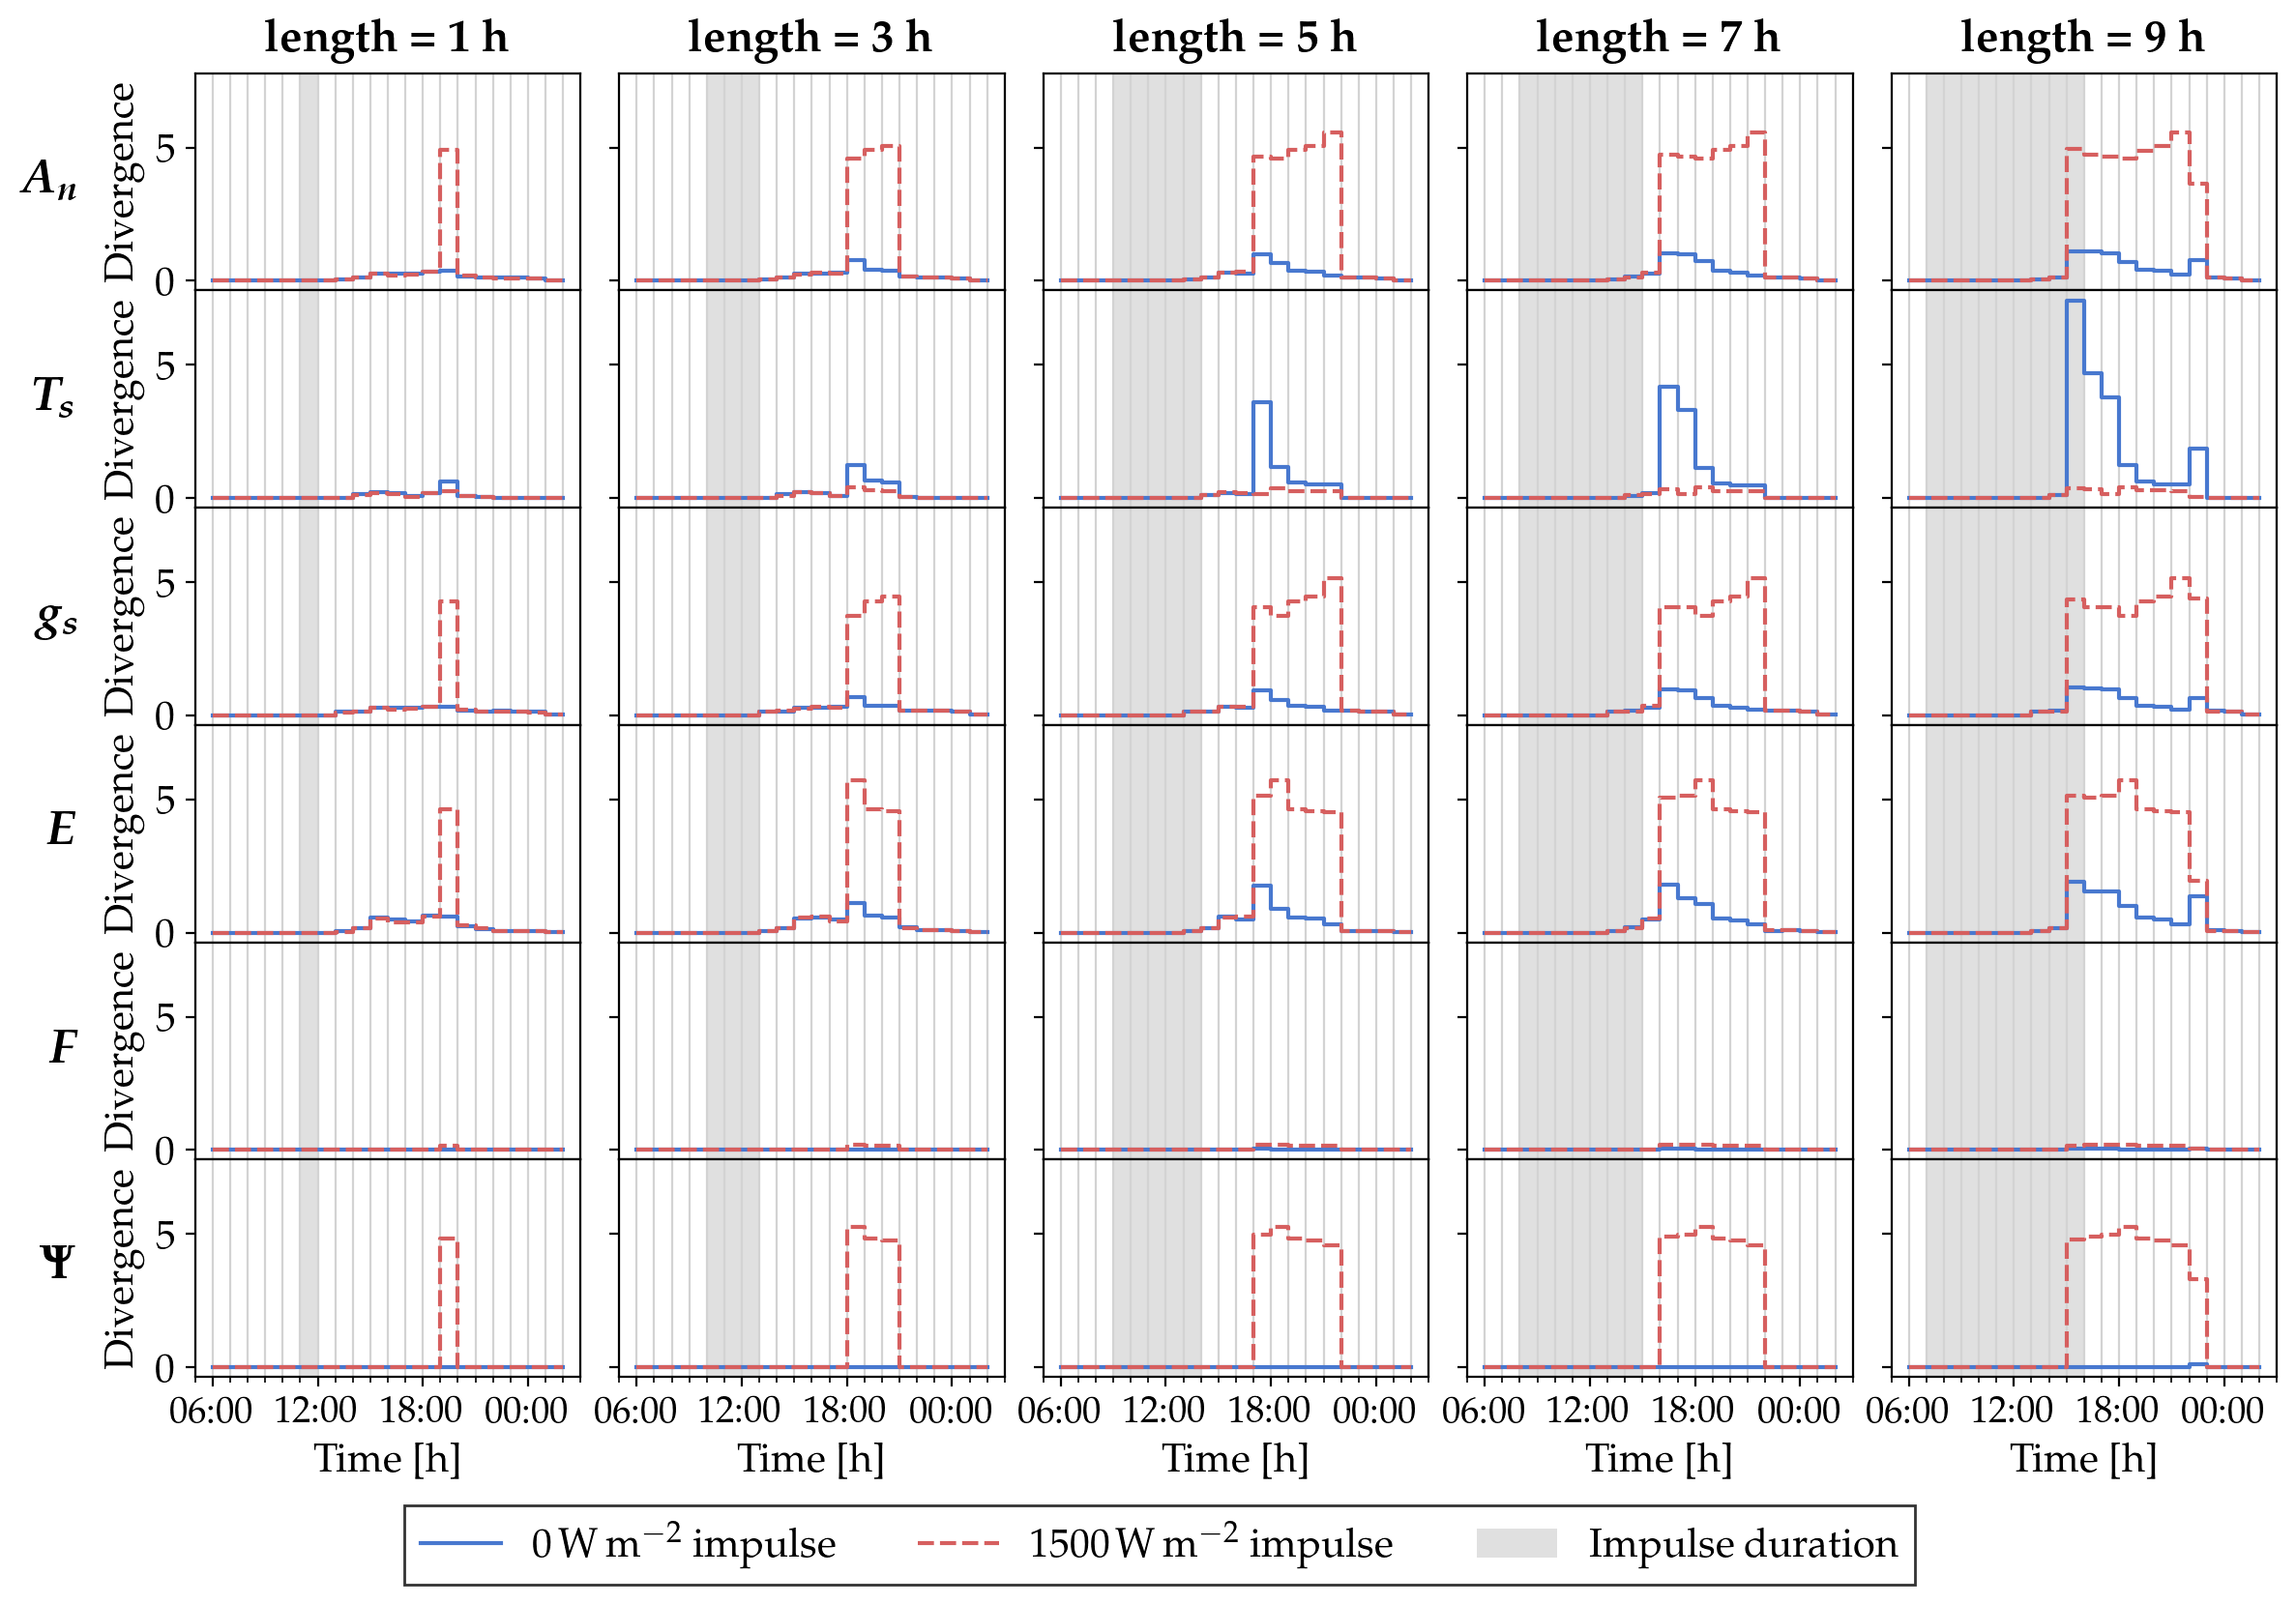 length = 1 h length = 3 h length = 5 h length = 7 h length = 9 h
Aₙ Divergence 5 0
Tₛ Divergence 5 0
gₛ Divergence 5 0
E Divergence 5 0
F Divergence 5 0
Ψ Divergence 5 0
06:00 12:00 18:00 00:00 06:00 12:00 18:00 00:00 06:00 12:00 18:00 00:00 06:00 12:00 18:00 00:00 06:00 12:00 18:00 00:00
Time [h] Time [h] Time [h] Time [h] Time [h]
0 W m⁻² impulse 1500 W m⁻² impulse Impulse duration